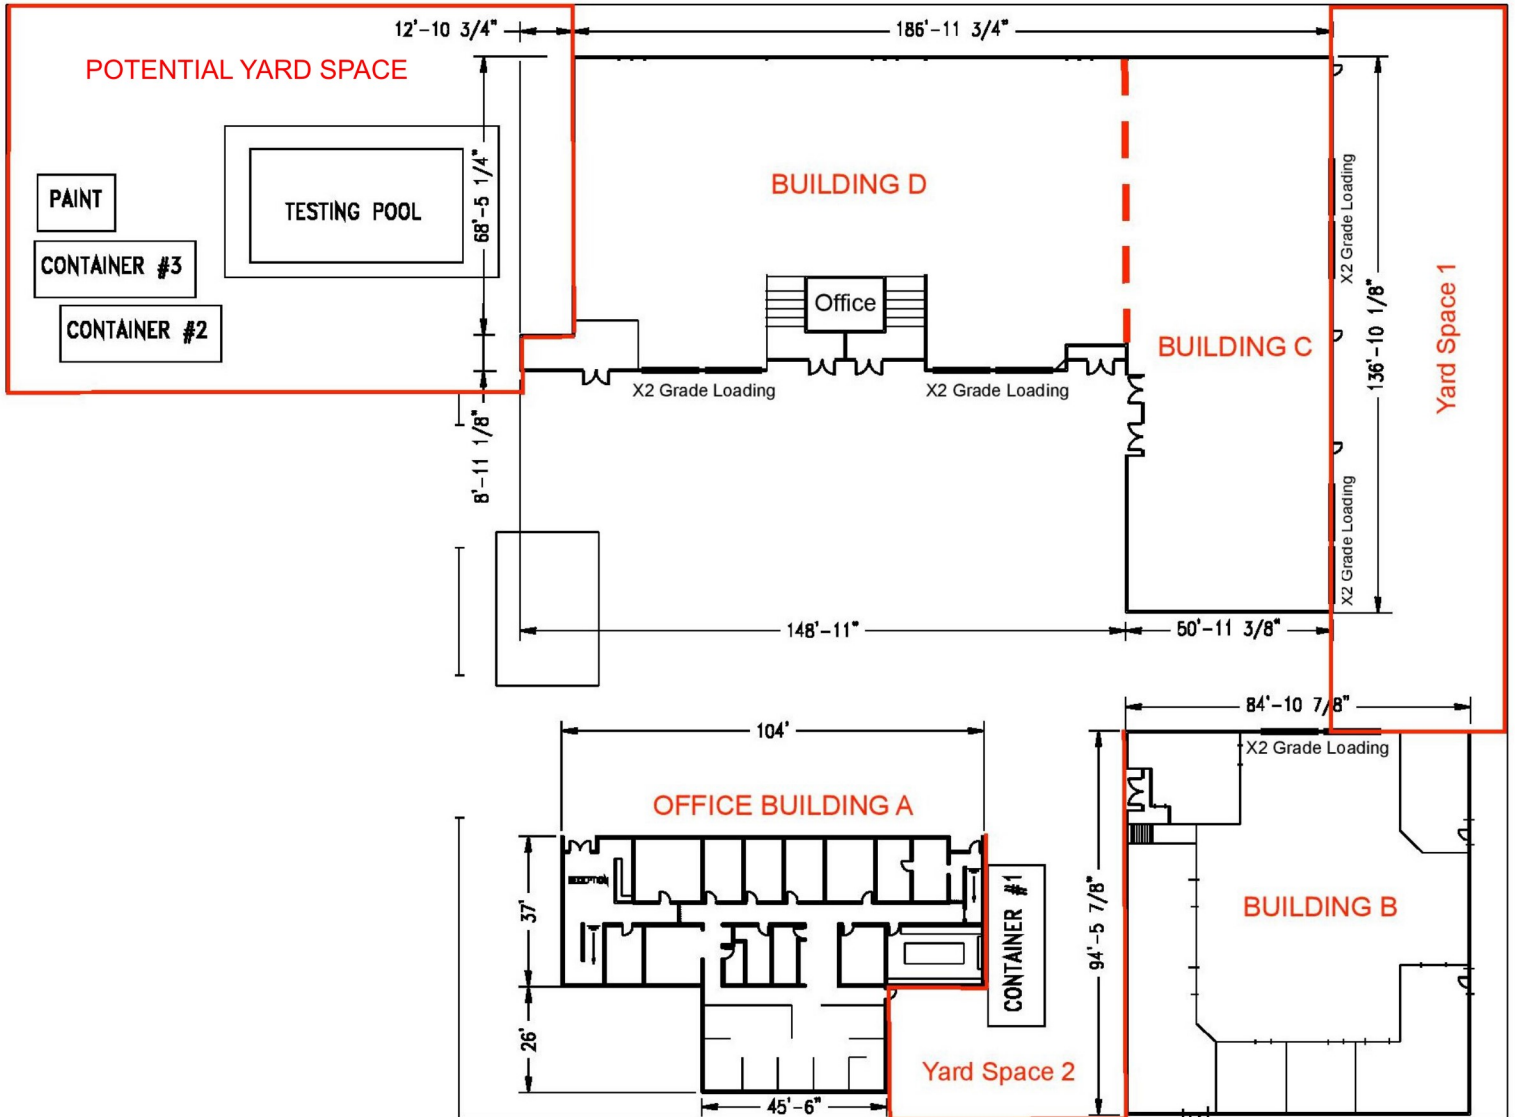 12'-10 3/4"
186'-11 3/4"
POTENTIAL YARD SPACE
68'-5 1/4"
PAINT
TESTING POOL
CONTAINER #3
CONTAINER #2
BUILDING D
Office
X2 Grade Loading
X2 Grade Loading
BUILDING C
X2 Grade Loading
136'-10 1/8"
Yard Space 1
X2 Grade Loading
8'-11 1/8"
148'-11"
50'-11 3/8"
84'-10 7/8"
X2 Grade Loading
104'
OFFICE BUILDING A
RECEPTION
37'
26'
45'-6"
CONTAINER #1
94'-5 7/8"
BUILDING B
Yard Space 2